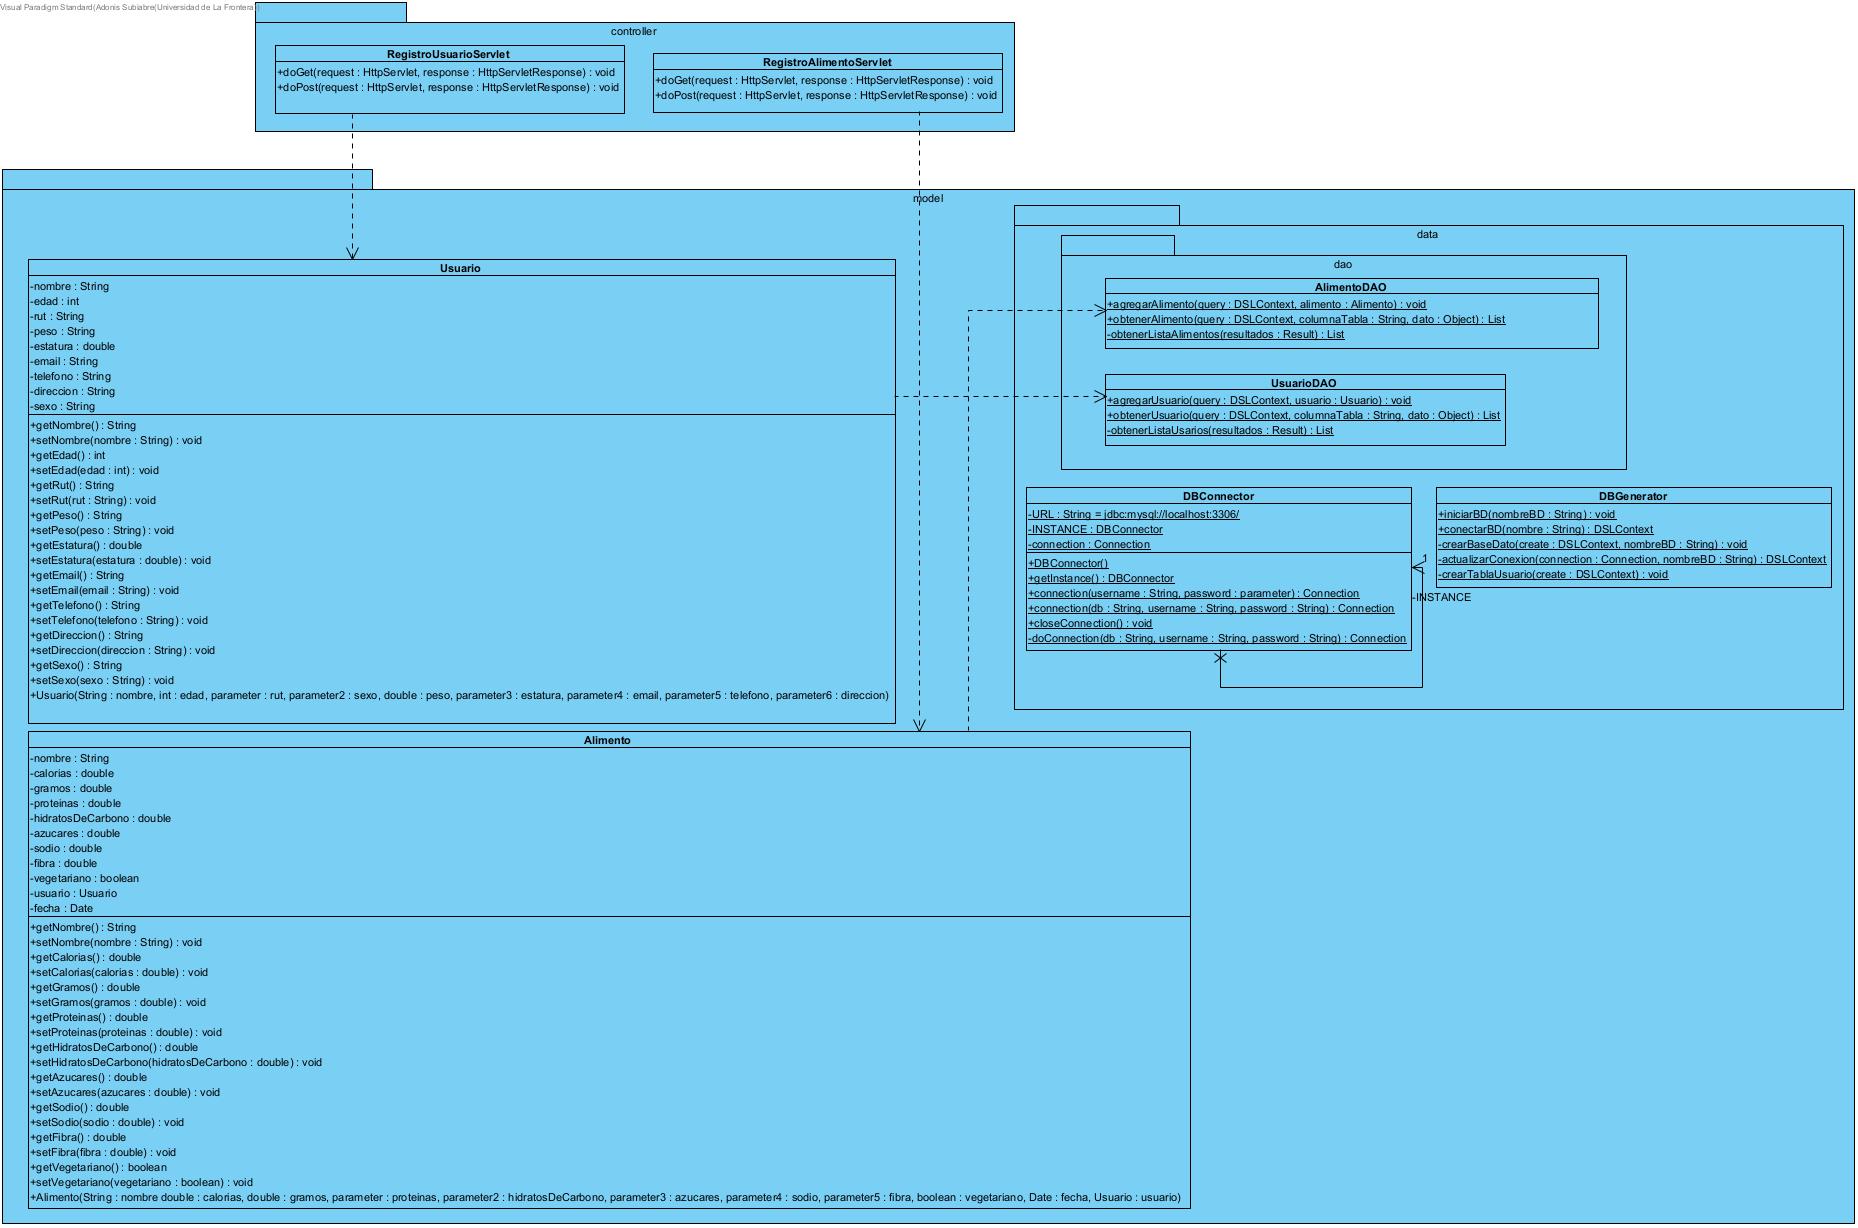 Visual Paradigm Standard(Adonis Subiabre(Universidad de La Frontera
controller
RegistroUsuarioServlet
+doGet(request : HttpServlet, response : HttpServletResponse) : void
+doPost(request : HttpServlet, response : HttpServletResponse) : void
RegistroAlimentoServlet
+doGet(request : HttpServlet, response : HttpServletResponse) : void
+doPost(request : HttpServlet, response : HttpServletResponse) : void
model
Usuario
-nombre : String
-edad : int
-rut : String
-peso : String
-estatura : double
-email : String
-telefono : String
-direccion : String
-sexo : String
+getNombre() : String
+setNombre(nombre : String) : void
+getEdad() : int
+setEdad(edad : int) : void
+getRut() : String
+setRut(rut : String) : void
+getPeso() : String
+setPeso(peso : String) : void
+getEstatura() : double
+setEstatura(estatura : double) : void
+getEmail() : String
+setEmail(email : String) : void
+getTelefono() : String
+setTelefono(telefono : String) : void
+getDireccion() : String
+setDireccion(direccion : String) : void
+getSexo() : String
+setSexo(sexo : String) : void
+Usuario(String : nombre, int : edad, parameter : rut, parameter2 : sexo, double : peso, parameter3 : estatura, parameter4 : email, parameter5 : telefono, parameter6 : direccion)
data
dao
AlimentoDAO
+agregarAlimento(query : DSLContext, alimento : Alimento) : void
+obtenerAlimento(query : DSLContext, columnaTabla : String, dato : Object) : List
-obtenerListaAlimentos(resultados : Result) : List
UsuarioDAO
+agregarUsuario(query : DSLContext, usuario : Usuario) : void
+obtenerUsuario(query : DSLContext, columnaTabla : String, dato : Object) : List
-obtenerListaUsarios(resultados : Result) : List
DBConnector
-URL : String = jdbc:mysql://localhost:3306/
-INSTANCE : DBConnector
-connection : Connection
+DBConnector()
+getInstance() : DBConnector
+connection(username : String, password : parameter) : Connection
+connection(db : String, username : String, password : String) : Connection
+closeConnection() : void
-doConnection(db : String, username : String, password : String) : Connection
1
-INSTANCE
DBGenerator
+iniciarBD(nombreBD : String) : void
+conectarBD(nombre : String) : DSLContext
-crearBaseDato(create : DSLContext, nombreBD : String) : void
-actualizarConexion(connection : Connection, nombreBD : String) : DSLContext
-crearTablaUsuario(create : DSLContext) : void
Alimento
-nombre : String
-calorias : double
-gramos : double
-proteinas : double
-hidratosDeCarbono : double
-azucares : double
-sodio : double
-fibra : double
-vegetariano : boolean
-usuario : Usuario
-fecha : Date
+getNombre() : String
+setNombre(nombre : String) : void
+getCalorias() : double
+setCalorias(calorias : double) : void
+getGramos() : double
+setGramos(gramos : double) : void
+getProteinas() : double
+setProteinas(proteinas : double) : void
+getHidratosDeCarbono() : double
+setHidratosDeCarbono(hidratosDeCarbono : double) : void
+getAzucares() : double
+setAzucares(azucares : double) : void
+getSodio() : double
+setSodio(sodio : double) : void
+getFibra() : double
+setFibra(fibra : double) : void
+getVegetariano() : boolean
+setVegetariano(vegetariano : boolean) : void
+Alimento(String : nombre double : calorias, double : gramos, parameter : proteinas, parameter2 : hidratosDeCarbono, parameter3 : azucares, parameter4 : sodio, parameter5 : fibra, boolean : vegetariano, Date : fecha, Usuario : usuario)